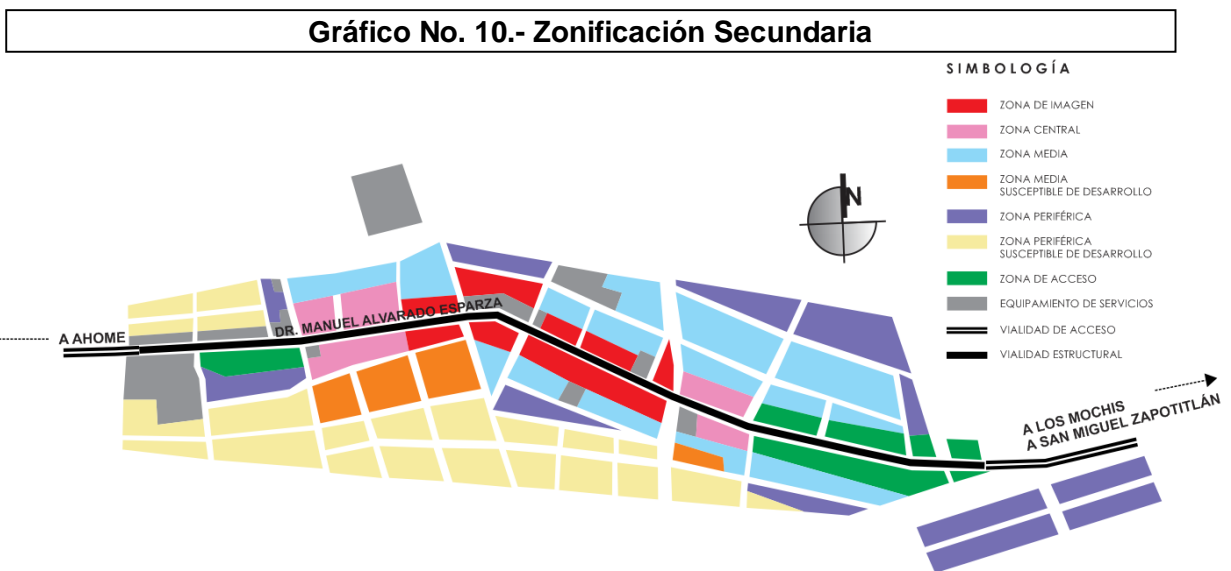 Gráfico No. 10.- Zonificación Secundaria
SIMBOLOGÍA
ZONA DE IMAGEN
ZONA CENTRAL
ZONA MEDIA
ZONA MEDIA
SUSCEPTIBLE DE DESARROLLO
ZONA PERIFÉRICA
ZONA PERIFÉRICA
SUSCEPTIBLE DE DESARROLLO
ZONA DE ACCESO
EQUIPAMIENTO DE SERVICIOS
VIALIDAD DE ACCESO
VIALIDAD ESTRUCTURAL
N
A AHOME
DR. MANUEL ALVARADO ESPARZA
A LOS MOCHIS
A SAN MIGUEL ZAPOTITLÁN